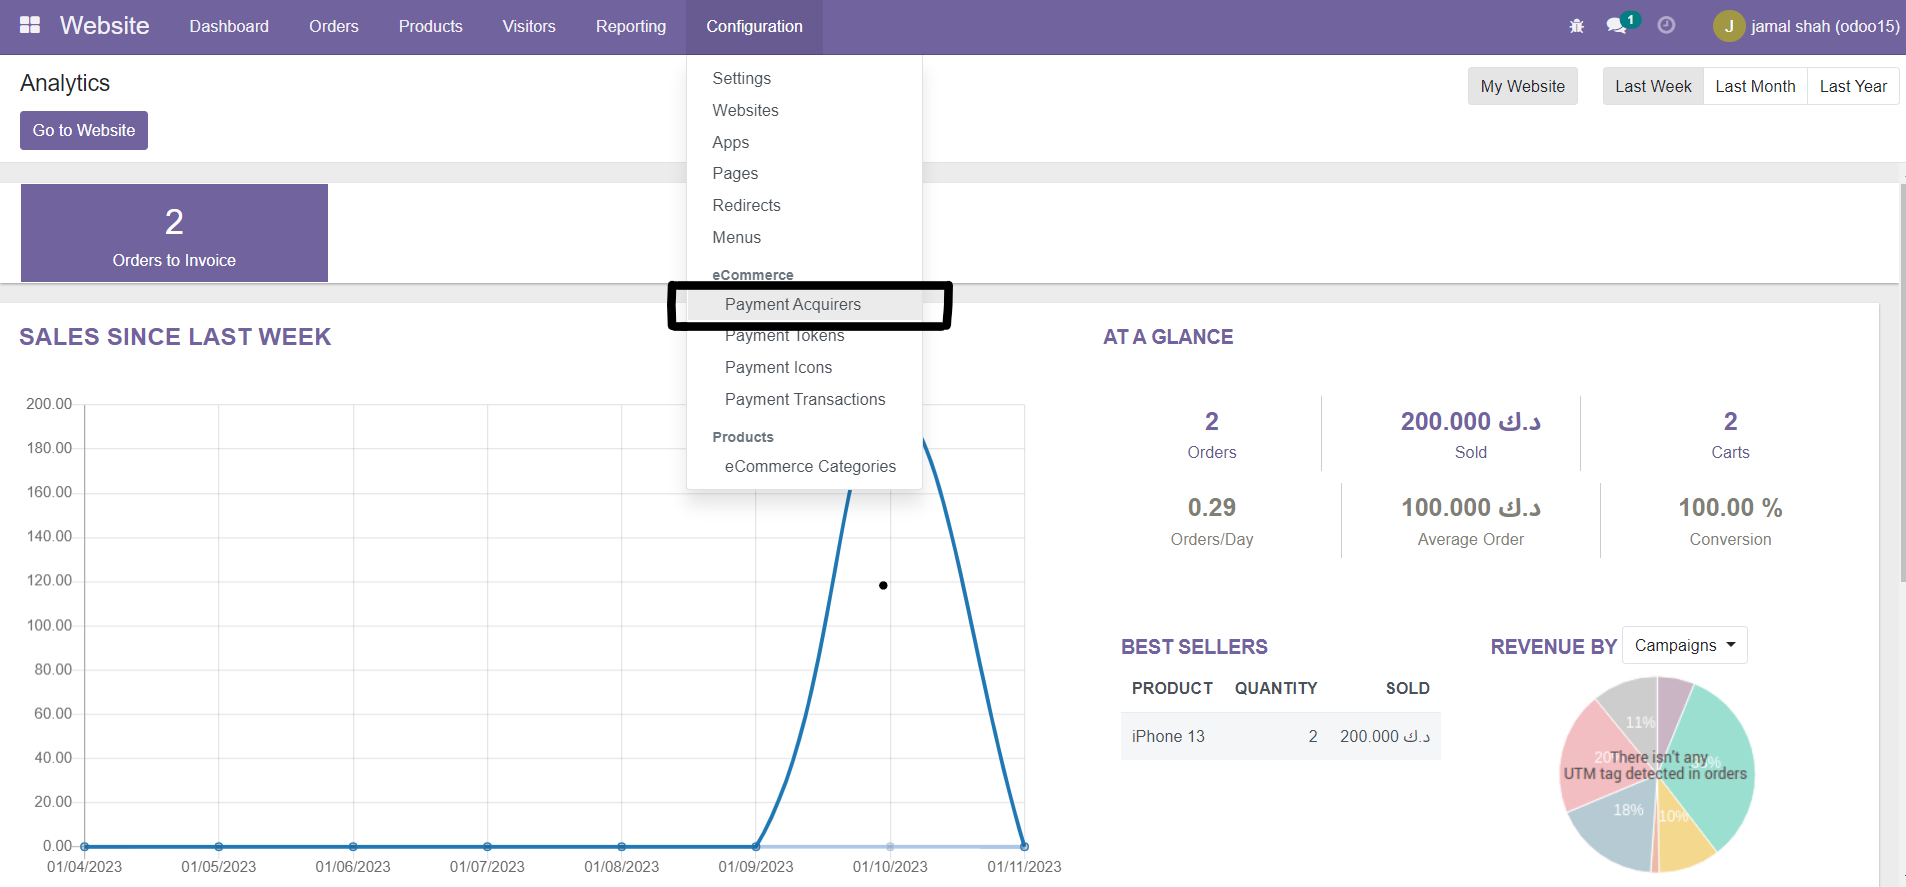 Website Dashboard Orders Products Visitors Reporting Configuration 1 J jamal shah (odoo15)
Analytics
My Website Last Week Last Month Last Year
Go to Website
Settings
Websites
Apps
Pages
Redirects
Menus
eCommerce
Payment Acquirers
Payment Tokens
Payment Icons
Payment Transactions
Products
eCommerce Categories
2
Orders to Invoice
SALES SINCE LAST WEEK
200.00
180.00
160.00
140.00
120.00
100.00
80.00
60.00
40.00
20.00
0.00
01/04/2023 01/05/2023 01/06/2023 01/07/2023 01/08/2023 01/09/2023 01/10/2023 01/11/2023
AT A GLANCE
2
Orders
200.000 د.ك
Sold
2
Carts
0.29
Orders/Day
100.000 د.ك
Average Order
100.00 %
Conversion
BEST SELLERS
PRODUCT QUANTITY SOLD
iPhone 13 2 200.000 د.ك
REVENUE BY Campaigns
11%
20%
There isn't any
UTM tag detected in orders
18%
10%